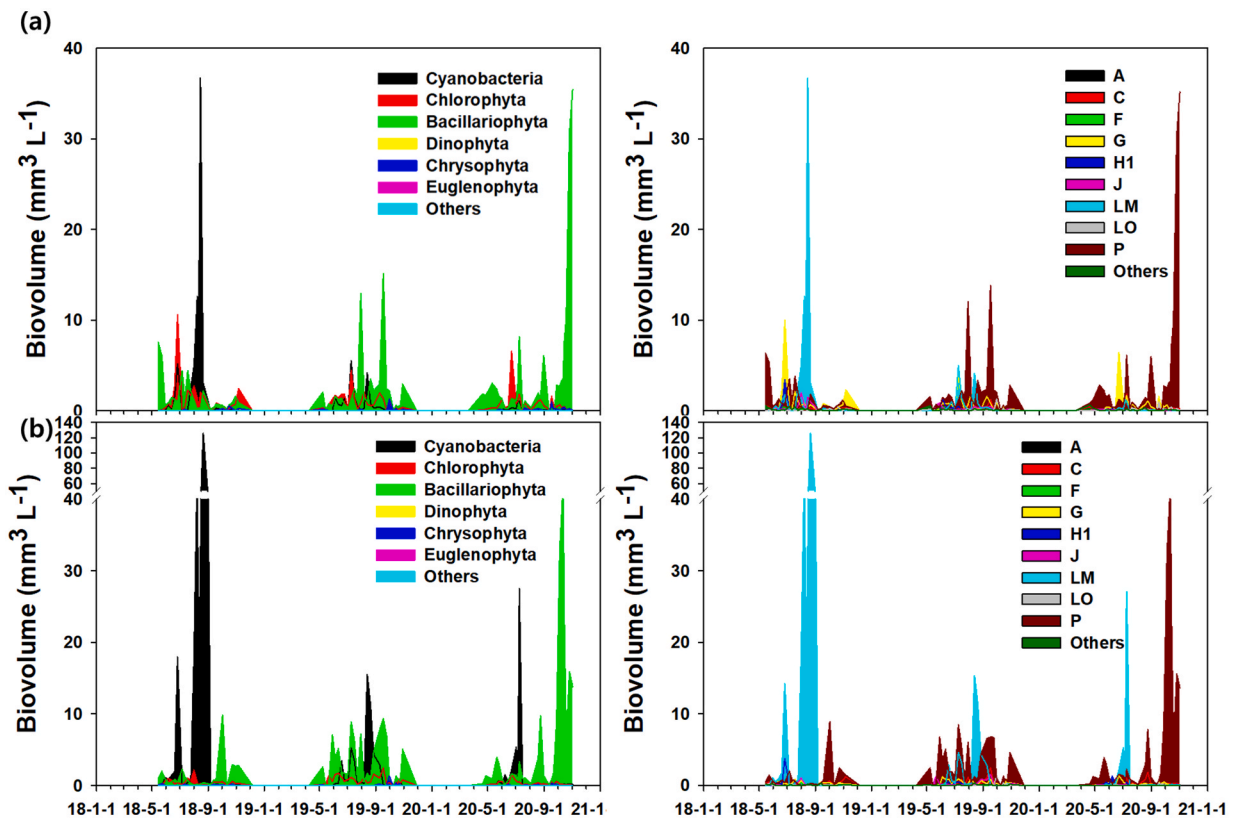 (a)
40
30
20
10
0
Biovolume (mm³ L⁻¹)
Cyanobacteria
Chlorophyta
Bacillariophyta
Dinophyta
Chrysophyta
Euglenophyta
Others
40
30
20
10
0
Biovolume (mm³ L⁻¹)
A
C
F
G
H1
J
LM
LO
P
Others
(b)
140
120
100
80
60
40
30
20
10
0
Biovolume (mm³ L⁻¹)
Cyanobacteria
Chlorophyta
Bacillariophyta
Dinophyta
Chrysophyta
Euglenophyta
Others
18-1-1 18-5-1 18-9-1 19-1-1 19-5-1 19-9-1 20-1-1 20-5-1 20-9-1 21-1-1
140
120
100
80
60
40
30
20
10
0
Biovolume (mm³ L⁻¹)
A
C
F
G
H1
J
LM
LO
P
Others
18-1-1 18-5-1 18-9-1 19-1-1 19-5-1 19-9-1 20-1-1 20-5-1 20-9-1 21-1-1